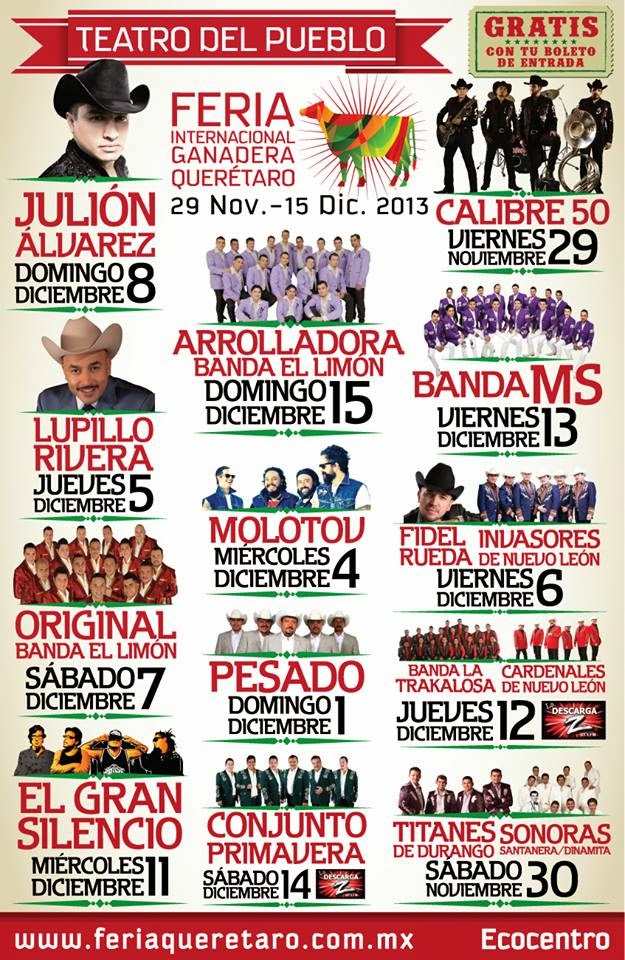 TEATRO DEL PUEBLO
GRATIS
CON TU BOLETO
DE ENTRADA
FERIA
INTERNACIONAL
GANADERA
QUERÉTARO
29 Nov.-15 Dic. 2013
JULIÓN
ÁLVAREZ
DOMINGO
DICIEMBRE 8
CALIBRE 50
VIERNES
NOVIEMBRE 29
ARROLLADORA
BANDA EL LIMÓN
DOMINGO
DICIEMBRE 15
BANDA MS
VIERNES
DICIEMBRE 13
LUPILLO
RIVERA
JUEVES
DICIEMBRE 5
MOLOTOV
MIÉRCOLES
DICIEMBRE 4
FIDEL
RUEDA
INVASORES
DE NUEVO LEÓN
VIERNES
DICIEMBRE 6
ORIGINAL
BANDA EL LIMÓN
SÁBADO
DICIEMBRE 7
PESADO
DOMINGO
DICIEMBRE 1
BANDA LA
TRAKALOSA
CARDENALES
DE NUEVO LEÓN
JUEVES
DICIEMBRE 12
LA DESCARGA
Z
EL GRAN
SILENCIO
MIÉRCOLES
DICIEMBRE 11
CONJUNTO
PRIMAVERA
SÁBADO
DICIEMBRE 14
LA DESCARGA
Z
TITANES
DE DURANGO
SONORAS
SANTANERA/DINAMITA
SÁBADO
NOVIEMBRE 30
www.feriaqueretaro.com.mx
Ecocentro